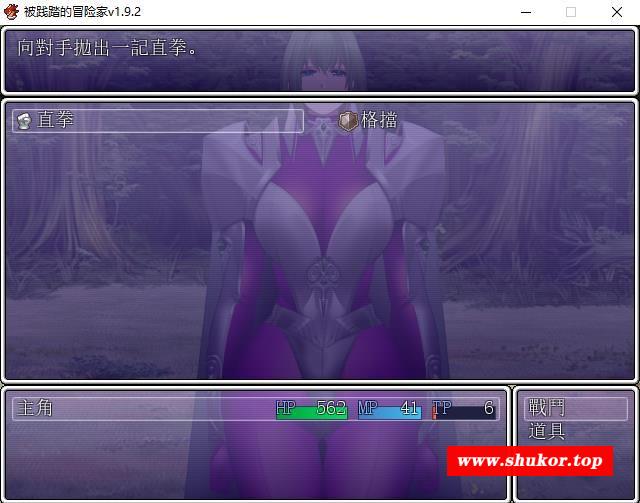 被践踏的冒险家v1.9.2
向對手拋出一記直拳。
直拳 格擋
主角 HP 562 MP 41 TP 6
戰鬥
道具
www.shukor.top